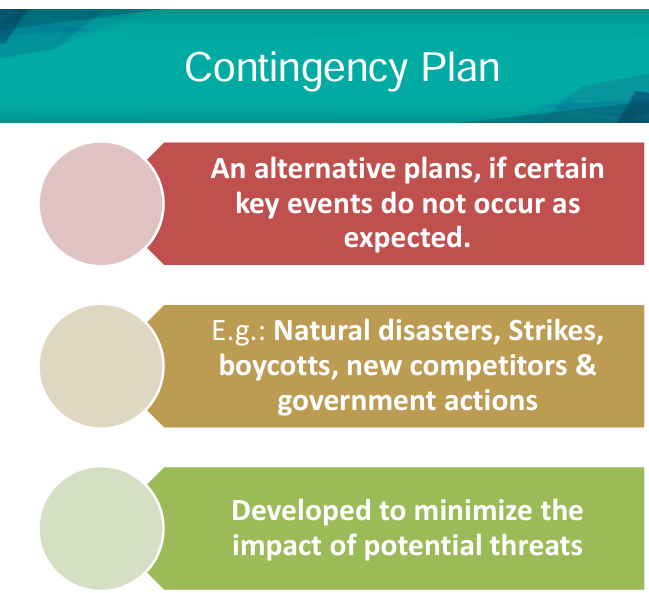 Contingency Plan
An alternative plans, if certain
key events do not occur as
expected.
E.g.: Natural disasters, Strikes,
boycotts, new competitors &
government actions
Developed to minimize the
impact of potential threats